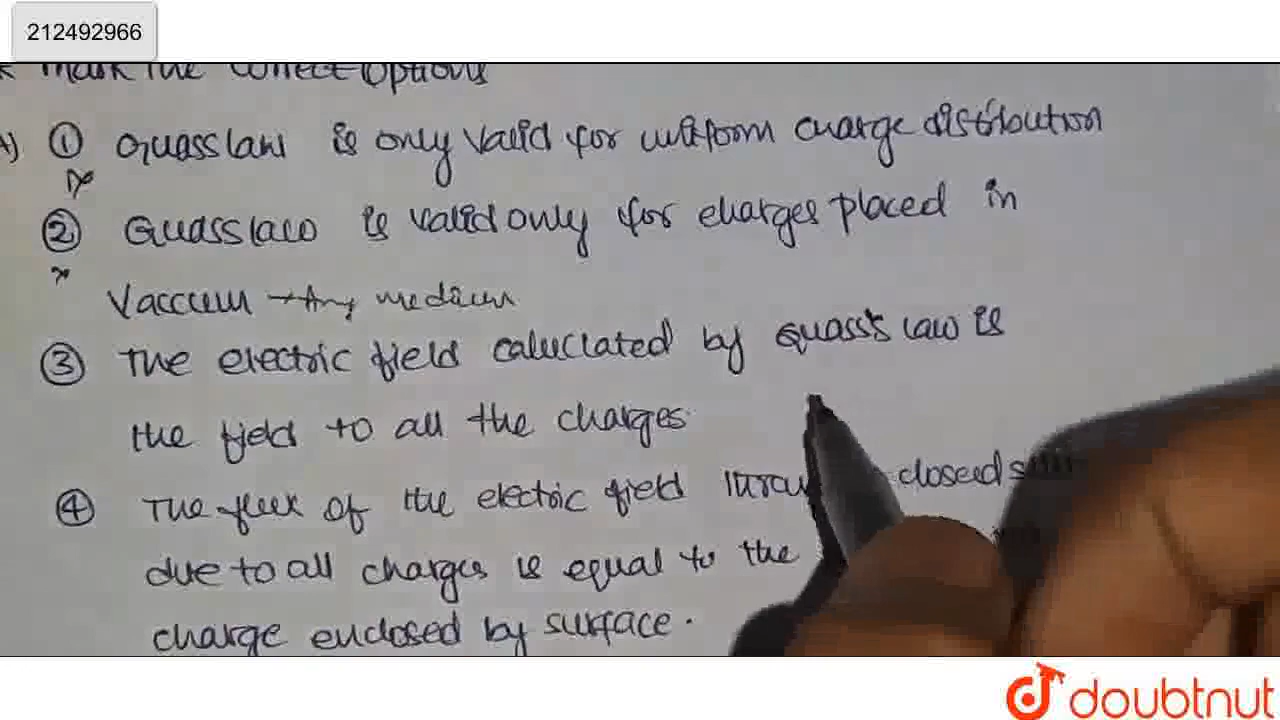 212492966
Mark the correct options
A) ① Guass law is only valid for uniform charge distribution
② Guass law is valid only for charges placed in
Vaccum → Any medium
③ The electric field caluclated by Guass's law is
the field to all the charges.
④ The flux of the electric field closed
due to all charges is equal to the
charge enclosed by surface.
doubtnut